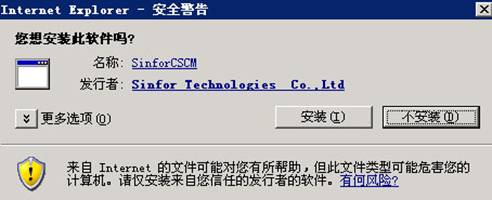 Internet Explorer - 安全警告
您想安装此软件吗?
名称: SinforCSCM
发行者: Sinfor Technologies Co.,Ltd
更多选项(O)
安装(I)
不安装(D)
来自 Internet 的文件可能对您有所帮助，但此文件类型可能危害您的
计算机。请仅安装来自您信任的发行者的软件。有何风险?